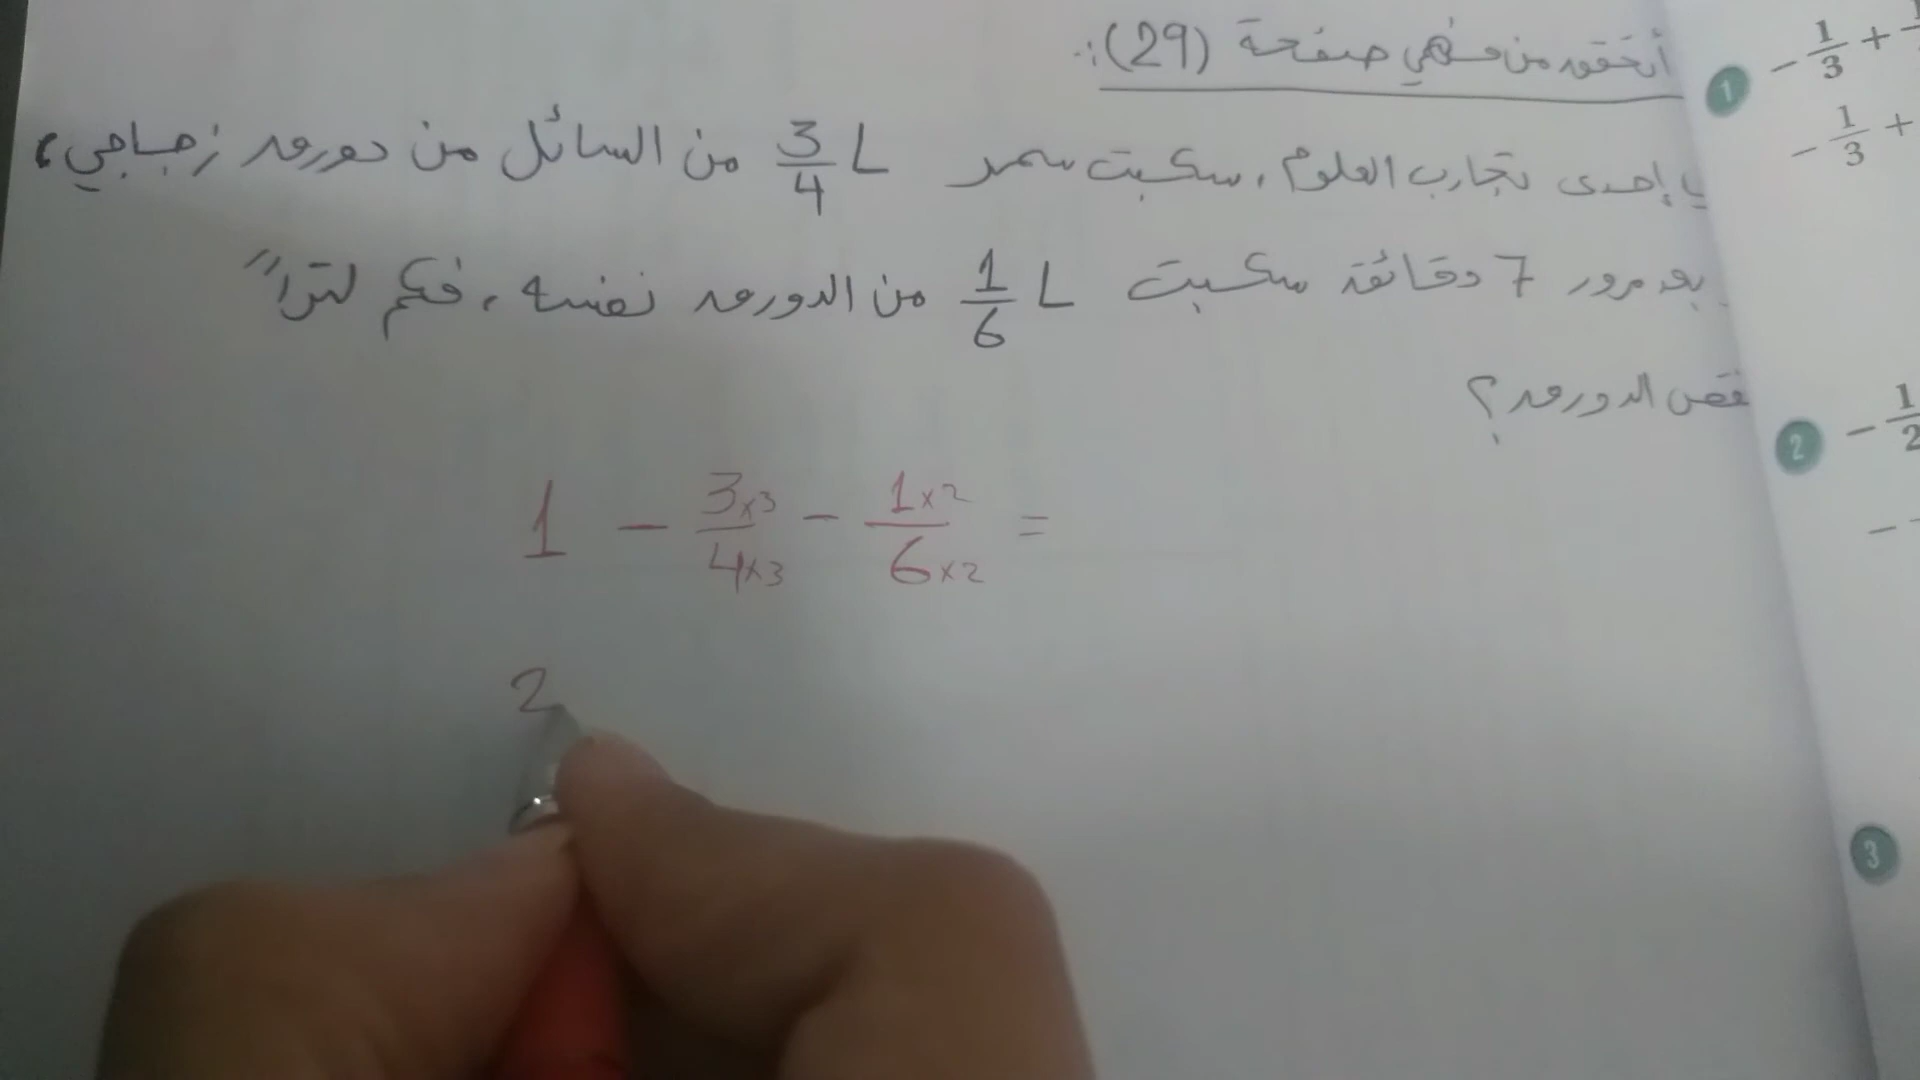 أتحقق من فهمي صفحة (29):
ي إحدى تجارب العلوم، سكبت سمر 3/4 L من السائل من دورق زجاجي،
بعد مرور 7 دقائق سكبت 1/6 L من الدورق نفسه، فكم لتراً
نقص الدورق؟
1 - 3×3/4×3 - 1×2/6×2 =
2
1 - 1/3 +
- 1/3 +
2 - 1/2
-
3